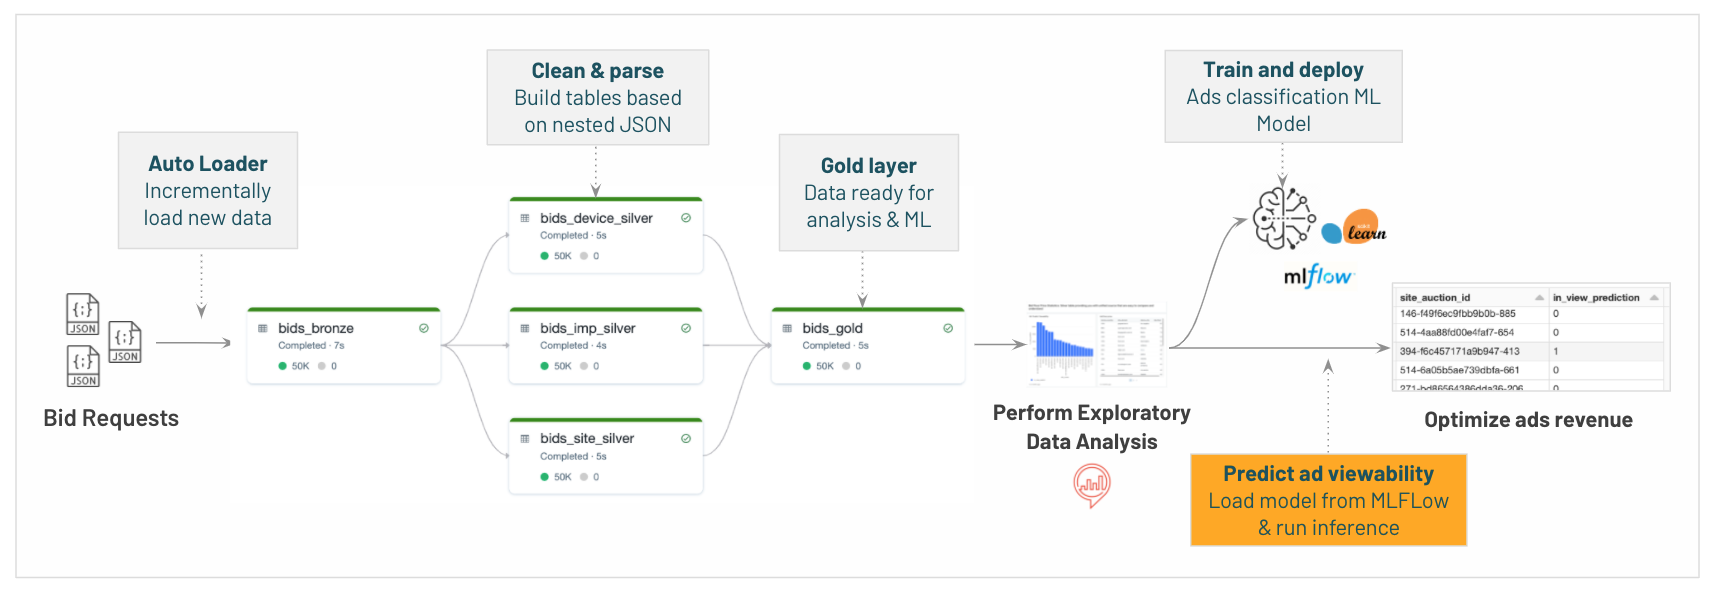 Auto Loader
Incrementally
load new data
{;}
JSON
{;}
JSON
{;}
JSON
Bid Requests
bids_bronze
Completed · 7s
50K 0
Clean & parse
Build tables based
on nested JSON
bids_device_silver
Completed · 5s
50K 0
bids_imp_silver
Completed · 4s
50K 0
bids_site_silver
Completed · 5s
50K 0
Gold layer
Data ready for
analysis & ML
bids_gold
Completed · 5s
50K 0
Perform Exploratory
Data Analysis
Train and deploy
Ads classification ML
Model
learn
mlflow
Predict ad viewability
Load model from MLFLow
& run inference
site_auction_id in_view_prediction
146-f49f6ec9fbb9b0b-885 0
514-4aa88fd00e4faf7-654 0
394-f6c457171a9b947-413 1
514-6a05b5ae739dbfa-661 0
271-bd86564386dda36-206 0
Optimize ads revenue